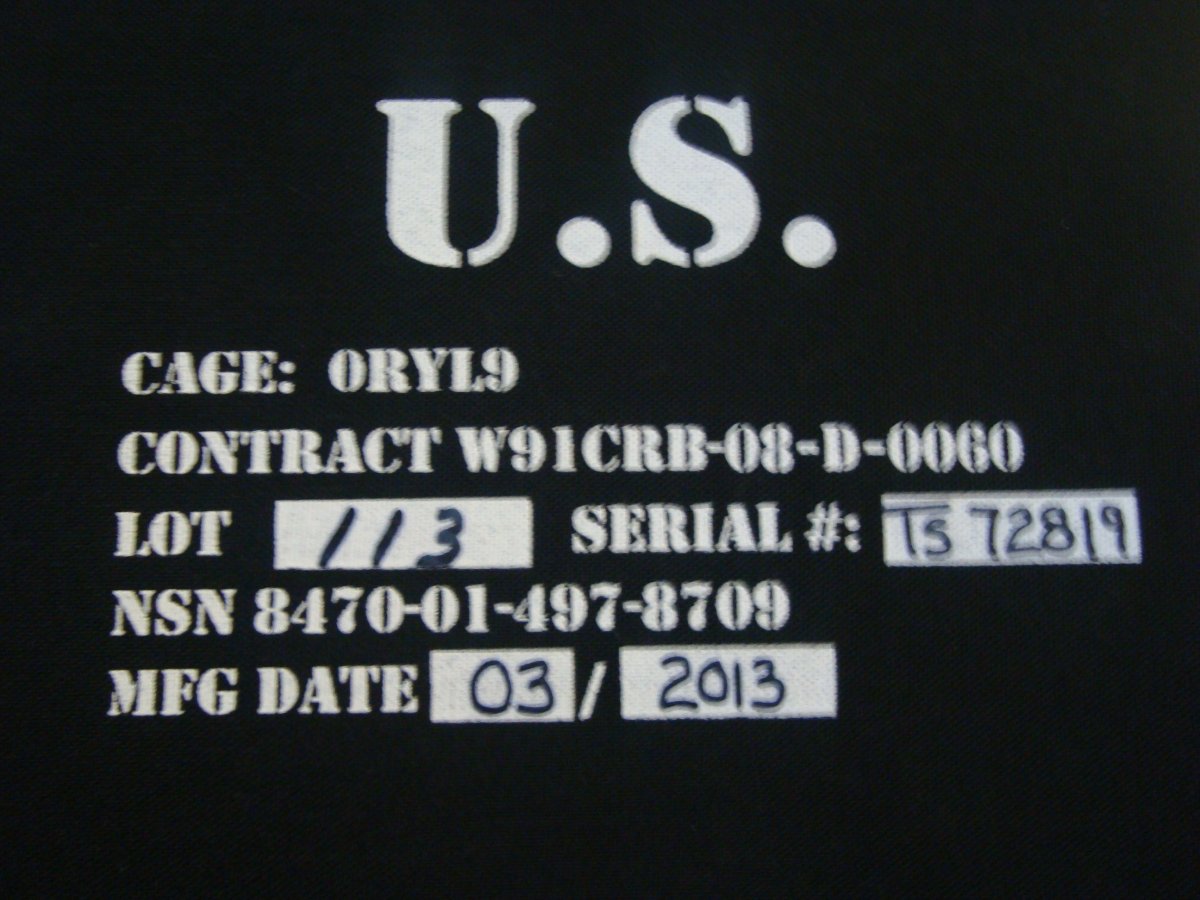 U.S.
CAGE: 0RYL9
CONTRACT W91CRB-08-D-0060
LOT 113 SERIAL #: TS 72819
NSN 8470-01-497-8709
MFG DATE 03 / 2013